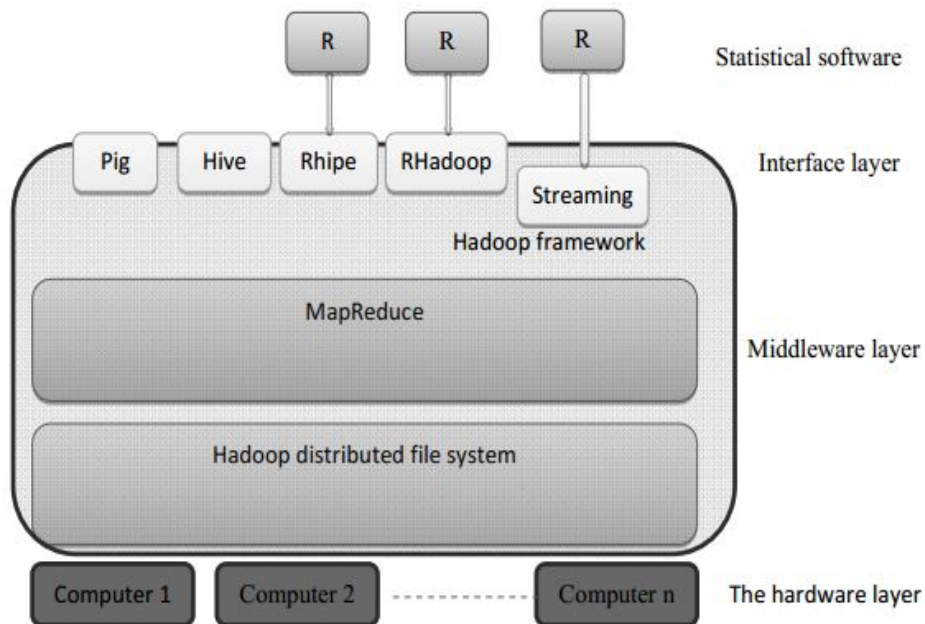 R
R
R
Statistical software
Pig
Hive
Rhipe
RHadoop
Interface layer
Streaming
Hadoop framework
MapReduce
Middleware layer
Hadoop distributed file system
Computer 1
Computer 2
Computer n
The hardware layer